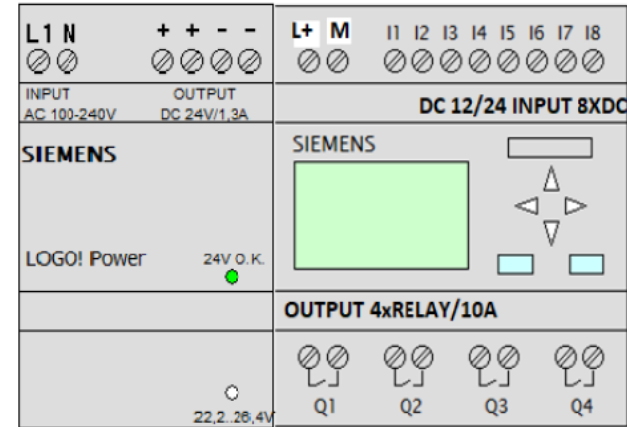 L1 N + + - -
INPUT OUTPUT
AC 100-240V DC 24V/1,3A
SIEMENS
LOGO! Power 24V O.K.
22,2..26,4V
L+ M I1 I2 I3 I4 I5 I6 I7 I8
DC 12/24 INPUT 8XDC
SIEMENS
OUTPUT 4xRELAY/10A
Q1 Q2 Q3 Q4